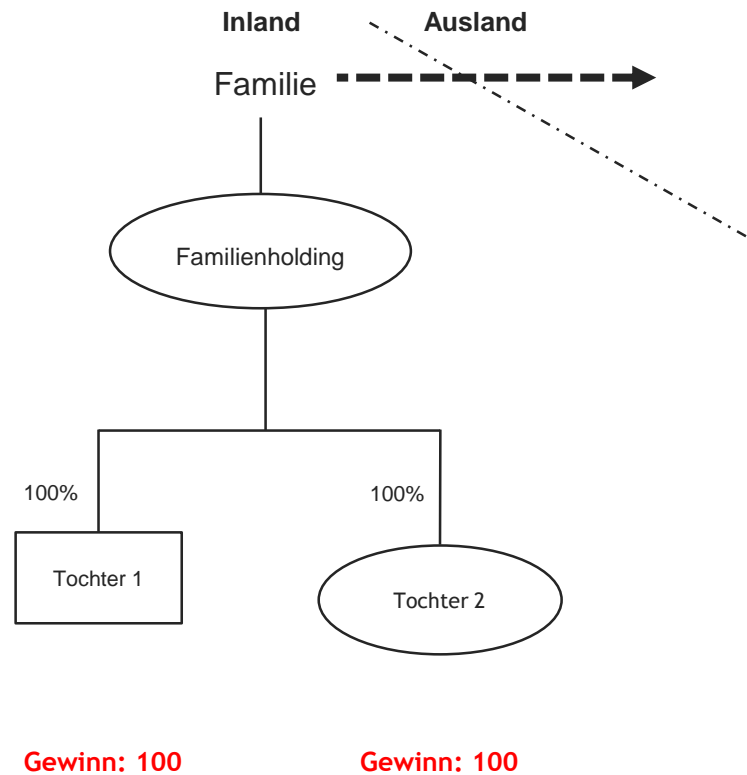 Inland Ausland
Familie
Familienholding
100% 100%
Tochter 1
Tochter 2
Gewinn: 100 Gewinn: 100